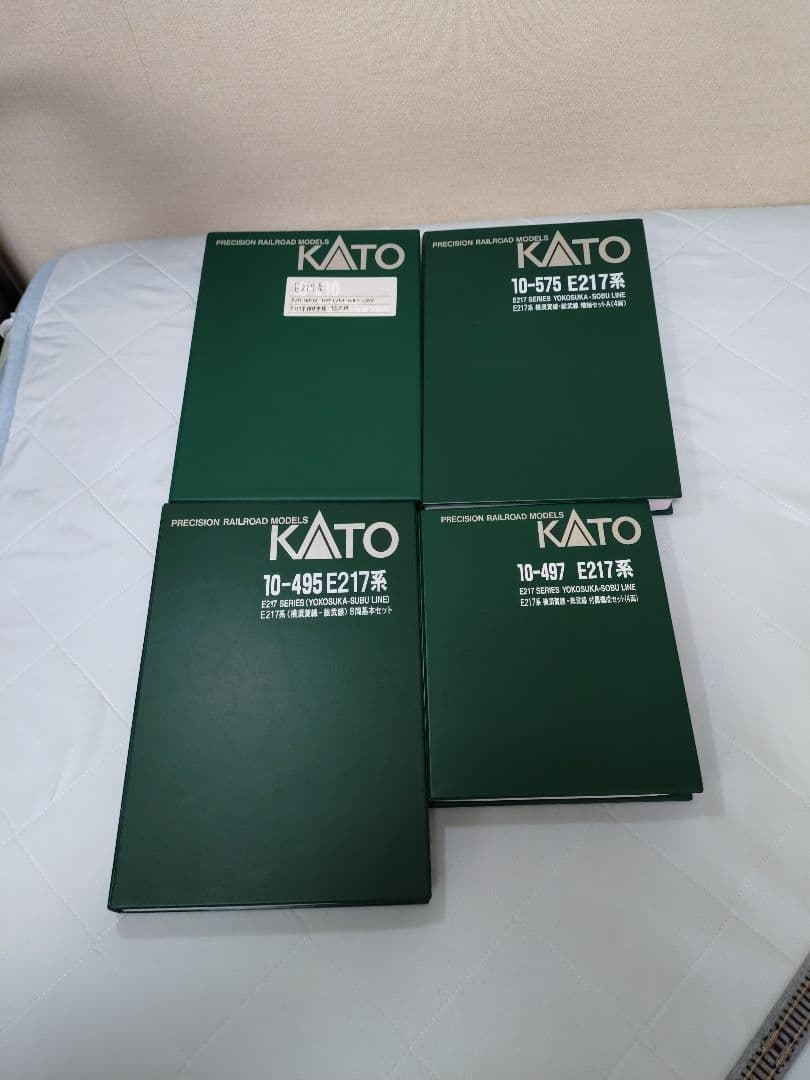 PRECISION RAILROAD MODELS
KATO
E217系
PRECISION RAILROAD MODELS
KATO
10-575 E217系
E217 SERIES YOKOSUKA-SOBU LINE
E217系 横須賀線・総武線 増結セットA(4両)
PRECISION RAILROAD MODELS
KATO
10-495 E217系
E217 SERIES (YOKOSUKA-SUBU LINE)
E217系 (横須賀線-総武線) 8両基本セット
PRECISION RAILROAD MODELS
KATO
10-497 E217系
E217 SERIES YOKOSUKA-SOBU LINE
E217系 横須賀線・総武線 付属編成セット(4両)